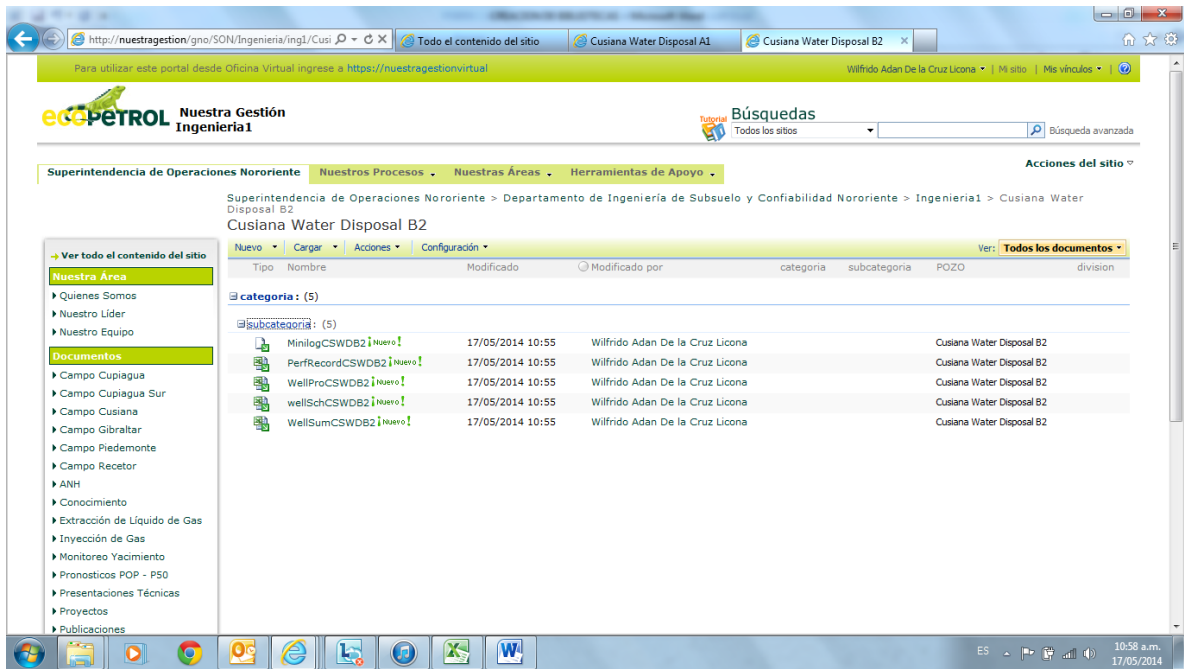 http://nuestragestion/gno/SON/Ingenieria/ing1/Cusi
Todo el contenido del sitio
Cusiana Water Disposal A1
Cusiana Water Disposal B2
Para utilizar este portal desde Oficina Virtual ingrese a https://nuestragestionvirtual
Wilfrido Adan De la Cruz Licona | Mi sitio | Mis vínculos |
ecopetrol
Nuestra Gestión
Ingenieria1
Tutorial
Búsquedas
Todos los sitios
Búsqueda avanzada
Acciones del sitio
Superintendencia de Operaciones Nororiente
Nuestros Procesos
Nuestras Áreas
Herramientas de Apoyo
Superintendencia de Operaciones Nororiente > Departamento de Ingeniería de Subsuelo y Confiabilidad Nororiente > Ingenieria1 > Cusiana Water
Disposal B2
Cusiana Water Disposal B2
Nuevo Cargar Acciones Configuración
Ver: Todos los documentos
Tipo Nombre Modificado Modificado por categoria subcategoria POZO division
categoria : (5)
subcategoria : (5)
MinilogCSWDB2 ¡Nuevo! 17/05/2014 10:55 Wilfrido Adan De la Cruz Licona Cusiana Water Disposal B2
PerfRecordCSWDB2 ¡Nuevo! 17/05/2014 10:55 Wilfrido Adan De la Cruz Licona Cusiana Water Disposal B2
WellProCSWDB2 ¡Nuevo! 17/05/2014 10:55 Wilfrido Adan De la Cruz Licona Cusiana Water Disposal B2
wellSchCSWDB2 ¡Nuevo! 17/05/2014 10:55 Wilfrido Adan De la Cruz Licona Cusiana Water Disposal B2
WellSumCSWDB2 ¡Nuevo! 17/05/2014 10:55 Wilfrido Adan De la Cruz Licona Cusiana Water Disposal B2
Ver todo el contenido del sitio
Nuestra Área
Quienes Somos
Nuestro Líder
Nuestro Equipo
Documentos
Campo Cupiagua
Campo Cupiagua Sur
Campo Cusiana
Campo Gibraltar
Campo Piedemonte
Campo Recetor
ANH
Conocimiento
Extracción de Líquido de Gas
Inyección de Gas
Monitoreo Yacimiento
Pronosticos POP - P50
Presentaciones Técnicas
Proyectos
Publicaciones
ES
10:58 a.m.
17/05/2014